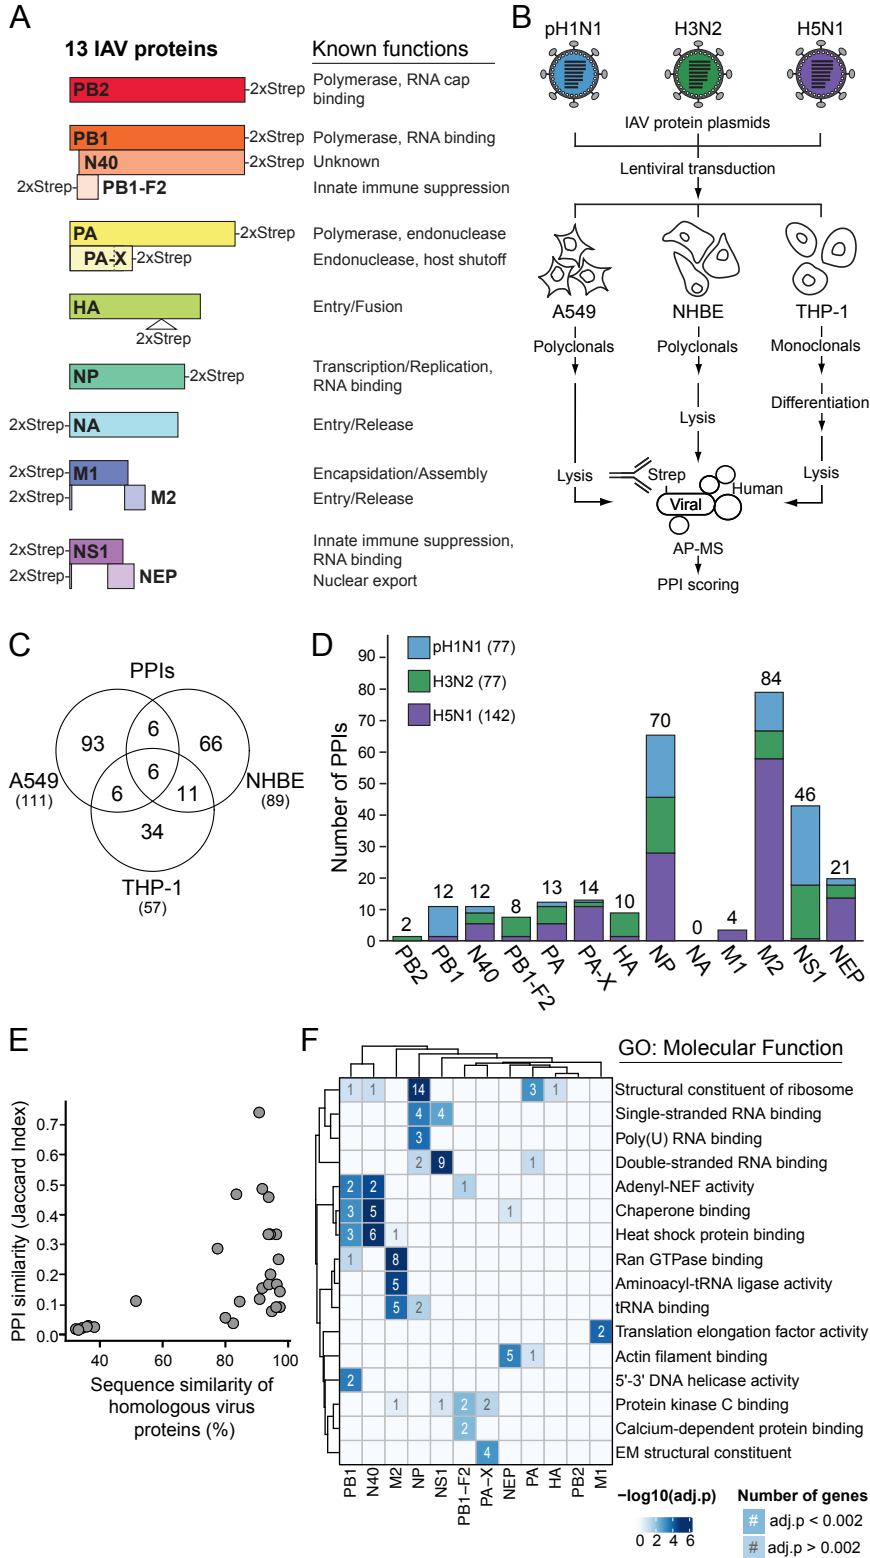 A
13 IAV proteins
Known functions
PB2
2xStrep
Polymerase, RNA cap
binding
PB1
2xStrep
Polymerase, RNA binding
N40
2xStrep
Unknown
2xStrep
PB1-F2
Innate immune suppression
PA
2xStrep
Polymerase, endonuclease
PA-X
2xStrep
Endonuclease, host shutoff
HA
Entry/Fusion
2xStrep
NP
2xStrep
Transcription/Replication,
RNA binding
2xStrep
NA
Entry/Release
2xStrep
M1
Encapsidation/Assembly
2xStrep
M2
Entry/Release
2xStrep
NS1
Innate immune suppression,
RNA binding
2xStrep
NEP
Nuclear export
B
pH1N1
H3N2
H5N1
IAV protein plasmids
Lentiviral transduction
A549
NHBE
THP-1
Polyclonals
Polyclonals
Monoclonals
Differentiation
Lysis
Lysis
Lysis
Strep
Viral
Human
AP-MS
PPI scoring
C
PPIs
93
6
66
6
6
11
34
A549
(111)
NHBE
(89)
THP-1
(57)
D
pH1N1 (77)
H3N2 (77)
H5N1 (142)
Number of PPIs
90
80
70
60
50
40
30
20
10
0
2
12
12
8
13
14
10
70
0
4
84
46
21
PB2
PB1
N40
PB1-F2
PA
PA-X
HA
NP
NA
M1
M2
NS1
NEP
E
PPI similarity (Jaccard Index)
0.7
0.6
0.5
0.4
0.3
0.2
0.1
0.0
40
60
80
100
Sequence similarity of
homologous virus
proteins (%)
F
GO: Molecular Function
1 1 14 3 1 Structural constituent of ribosome
4 4 Single-stranded RNA binding
3 Poly(U) RNA binding
2 9 1 Double-stranded RNA binding
2 2 1 Adenyl-NEF activity
3 5 1 Chaperone binding
3 6 1 Heat shock protein binding
1 8 Ran GTPase binding
5 Aminoacyl-tRNA ligase activity
5 2 tRNA binding
2 Translation elongation factor activity
5 1 Actin filament binding
2 5'-3' DNA helicase activity
1 1 2 2 Protein kinase C binding
2 Calcium-dependent protein binding
4 EM structural constituent
PB1
N40
M2
NP
NS1
PB1−F2
PA−X
NEP
PA
HA
PB2
M1
−log10(adj.p)
0 2 4 6
Number of genes
# adj.p < 0.002
# adj.p > 0.002